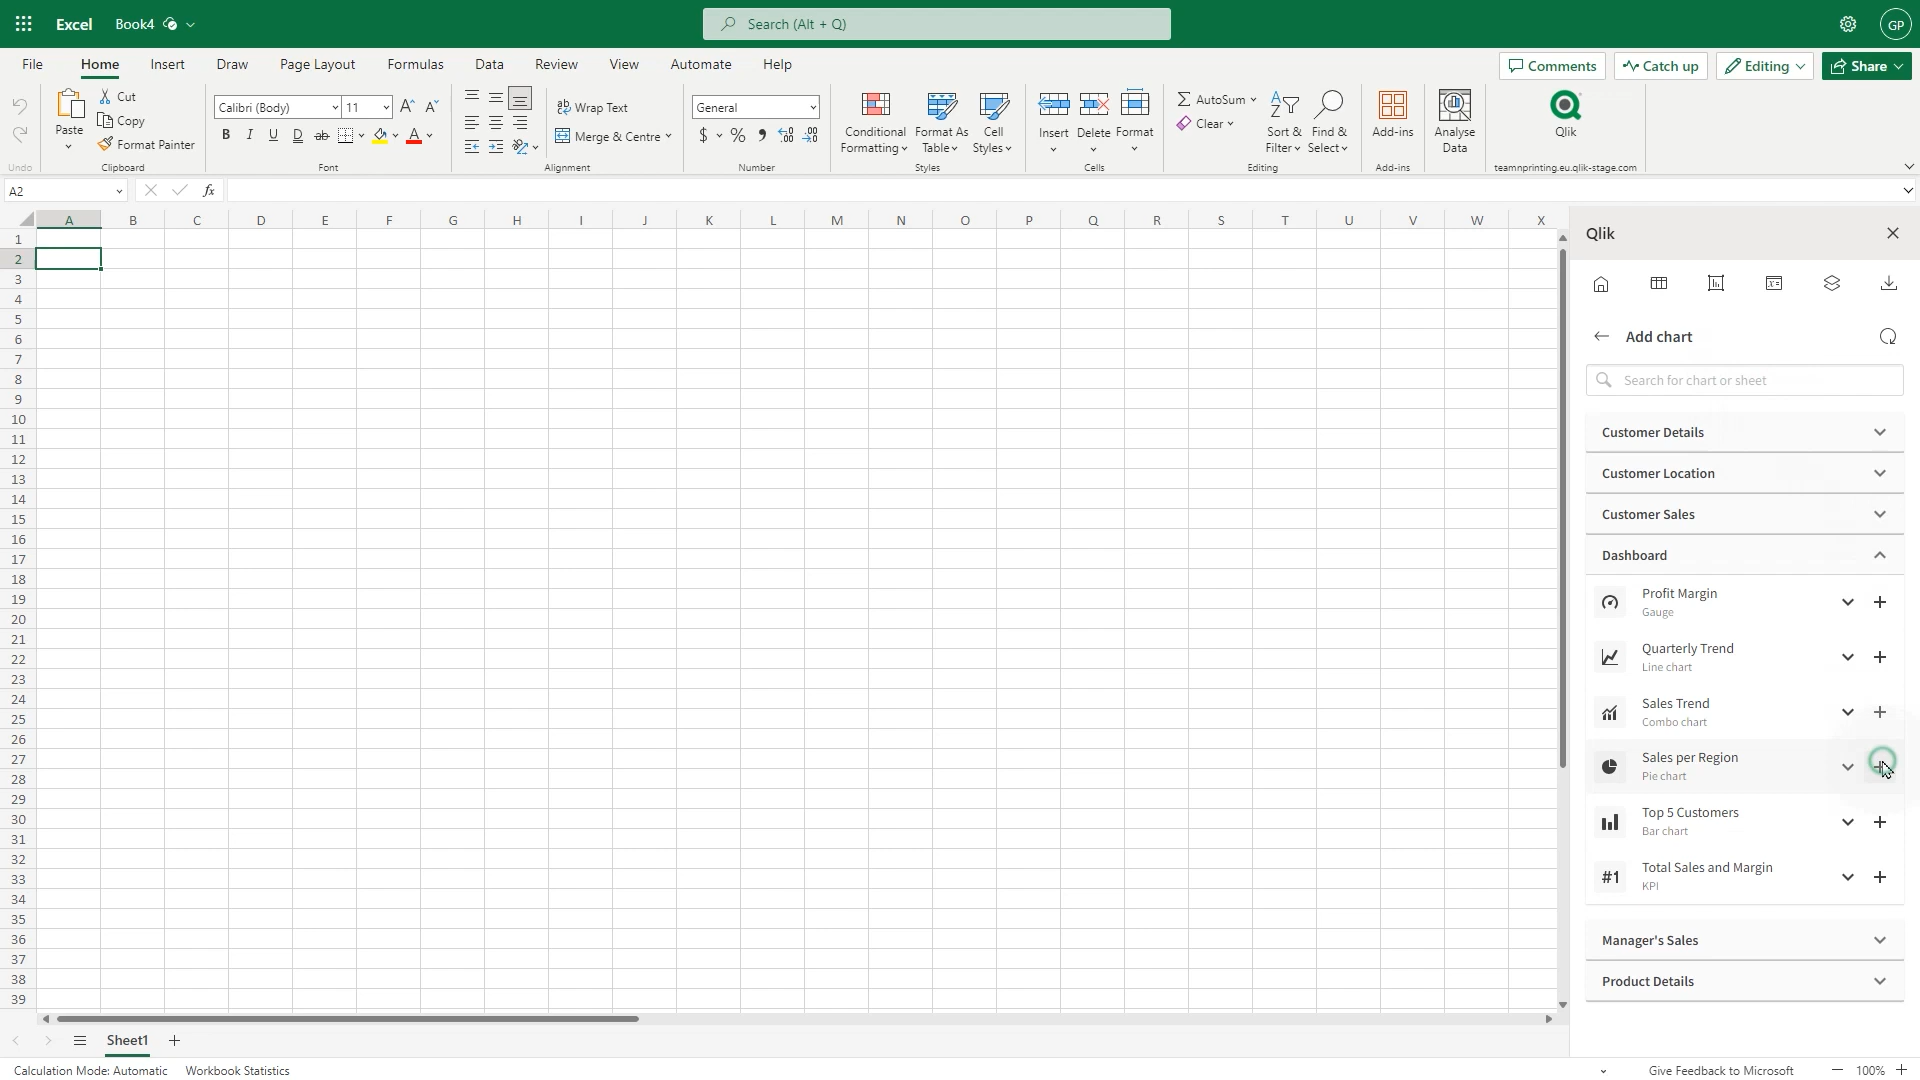 Excel Book4 Search (Alt + Q) GP
File Home Insert Draw Page Layout Formulas Data Review View Automate Help Comments Catch up Editing Share
Cut Calibri (Body) 11 A A Wrap Text General AutoSum
Copy Clear
Paste Conditional Format As Cell Insert Delete Format Sort & Find & Add-ins Analyse Qlik
Format Painter B I U D ab A Merge & Centre $ % Formatting Table Styles Filter Select Data
Undo Clipboard Font Alignment Number Styles Cells Editing Add-ins teamnprinting.eu.qlik-stage.com
A2 fx
A B C D E F G H I J K L M N O P Q R S T U V W X
1
2
3
4
5
6
7
8
9
10
11
12
13
14
15
16
17
18
19
20
21
22
23
24
25
26
27
28
29
30
31
32
33
34
35
36
37
38
39
Qlik
Add chart
Search for chart or sheet
Customer Details
Customer Location
Customer Sales
Dashboard
Profit Margin
Gauge
Quarterly Trend
Line chart
Sales Trend
Combo chart
Sales per Region
Pie chart
Top 5 Customers
Bar chart
#1 Total Sales and Margin
KPI
Manager's Sales
Product Details
Sheet1 +
Calculation Mode: Automatic Workbook Statistics Give Feedback to Microsoft — 100% +